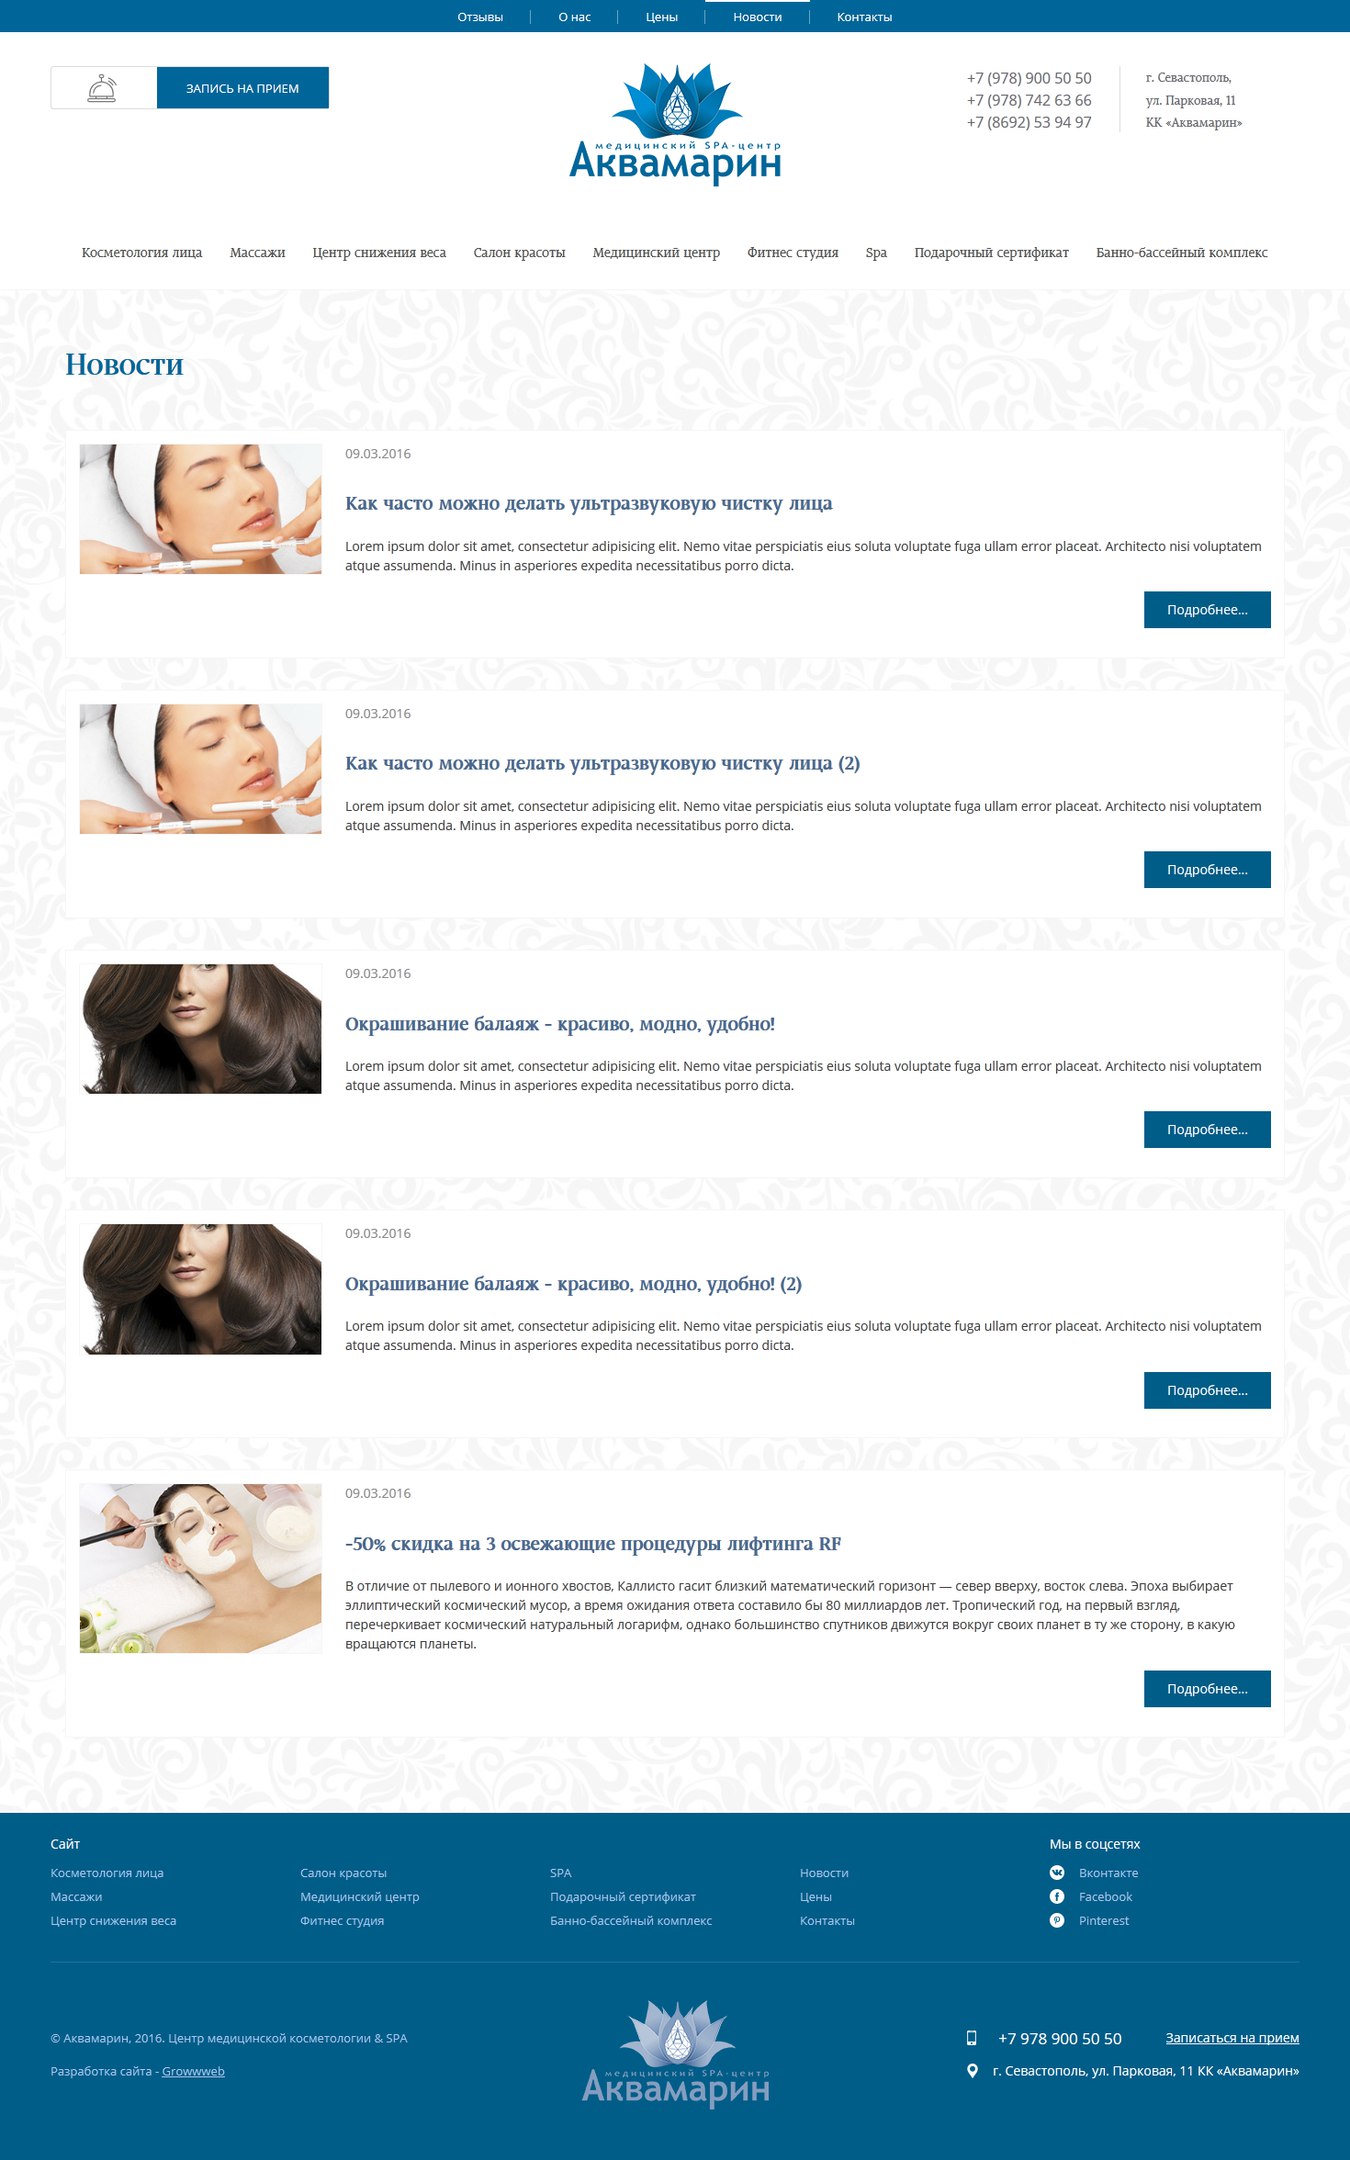 Отзывы
О нас
Цены
Новости
Контакты
ЗАПИСЬ НА ПРИЕМ
медицинский SPA-центр
Аквамарин
+7 (978) 900 50 50
+7 (978) 742 63 66
+7 (8692) 53 94 97
г. Севастополь,
ул. Парковая, 11
КК «Аквамарин»
Косметология лица
Массажи
Центр снижения веса
Салон красоты
Медицинский центр
Фитнес студия
Spa
Подарочный сертификат
Банно-бассейный комплекс
Новости
09.03.2016
Как часто можно делать ультразвуковую чистку лица
Lorem ipsum dolor sit amet, consectetur adipisicing elit. Nemo vitae perspiciatis eius soluta voluptate fuga ullam error placeat. Architecto nisi voluptatem
atque assumenda. Minus in asperiores expedita necessitatibus porro dicta.
Подробнее...
09.03.2016
Как часто можно делать ультразвуковую чистку лица (2)
Lorem ipsum dolor sit amet, consectetur adipisicing elit. Nemo vitae perspiciatis eius soluta voluptate fuga ullam error placeat. Architecto nisi voluptatem
atque assumenda. Minus in asperiores expedita necessitatibus porro dicta.
Подробнее...
09.03.2016
Окрашивание балаяж - красиво, модно, удобно!
Lorem ipsum dolor sit amet, consectetur adipisicing elit. Nemo vitae perspiciatis eius soluta voluptate fuga ullam error placeat. Architecto nisi voluptatem
atque assumenda. Minus in asperiores expedita necessitatibus porro dicta.
Подробнее...
09.03.2016
Окрашивание балаяж - красиво, модно, удобно! (2)
Lorem ipsum dolor sit amet, consectetur adipisicing elit. Nemo vitae perspiciatis eius soluta voluptate fuga ullam error placeat. Architecto nisi voluptatem
atque assumenda. Minus in asperiores expedita necessitatibus porro dicta.
Подробнее...
09.03.2016
-50% скидка на 3 освежающие процедуры лифтинга RF
В отличие от пылевого и ионного хвостов, Каллисто гасит близкий математический горизонт — север вверху, восток слева. Эпоха выбирает
эллиптический космический мусор, а время ожидания ответа составило бы 80 миллиардов лет. Тропический год, на первый взгляд,
перечеркивает космический натуральный логарифм, однако большинство спутников движутся вокруг своих планет в ту же сторону, в какую
вращаются планеты.
Подробнее...
Сайт
Косметология лица
Массажи
Центр снижения веса
Салон красоты
Медицинский центр
Фитнес студия
SPA
Подарочный сертификат
Банно-бассейный комплекс
Новости
Цены
Контакты
Мы в соцсетях
Вконтакте
Facebook
Pinterest
© Аквамарин, 2016. Центр медицинской косметологии & SPA
Разработка сайта - Growwweb
медицинский SPA-центр
Аквамарин
+7 978 900 50 50
Записаться на прием
г. Севастополь, ул. Парковая, 11 КК «Аквамарин»